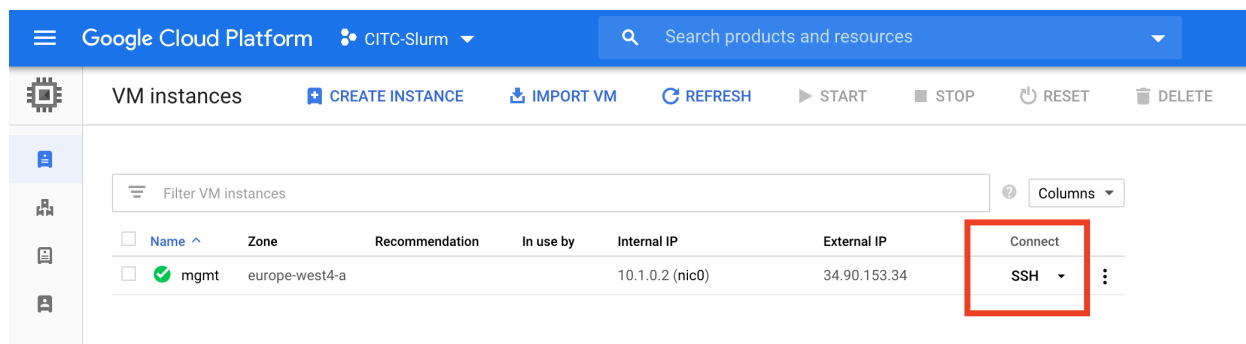 Google Cloud Platform CITC-Slurm Search products and resources
VM instances CREATE INSTANCE IMPORT VM REFRESH START STOP RESET DELETE
Filter VM instances Columns
Name Zone Recommendation In use by Internal IP External IP Connect
mgmt europe-west4-a 10.1.0.2 (nic0) 34.90.153.34 SSH